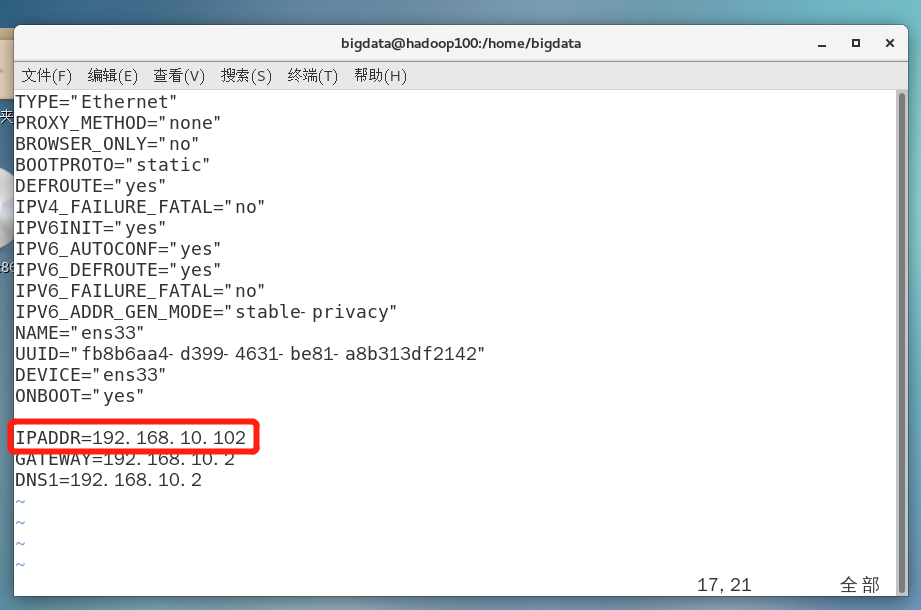 bigdata@hadoop100:/home/bigdata
文件(F) 编辑(E) 查看(V) 搜索(S) 终端(T) 帮助(H)
TYPE="Ethernet"
PROXY_METHOD="none"
BROWSER_ONLY="no"
BOOTPROTO="static"
DEFROUTE="yes"
IPV4_FAILURE_FATAL="no"
IPV6INIT="yes"
IPV6_AUTOCONF="yes"
IPV6_DEFROUTE="yes"
IPV6_FAILURE_FATAL="no"
IPV6_ADDR_GEN_MODE="stable-privacy"
NAME="ens33"
UUID="fb8b6aa4-d399-4631-be81-a8b313df2142"
DEVICE="ens33"
ONBOOT="yes"
IPADDR=192.168.10.102
GATEWAY=192.168.10.2
DNS1=192.168.10.2
~
~
~
~
17,21 全部
夹
86